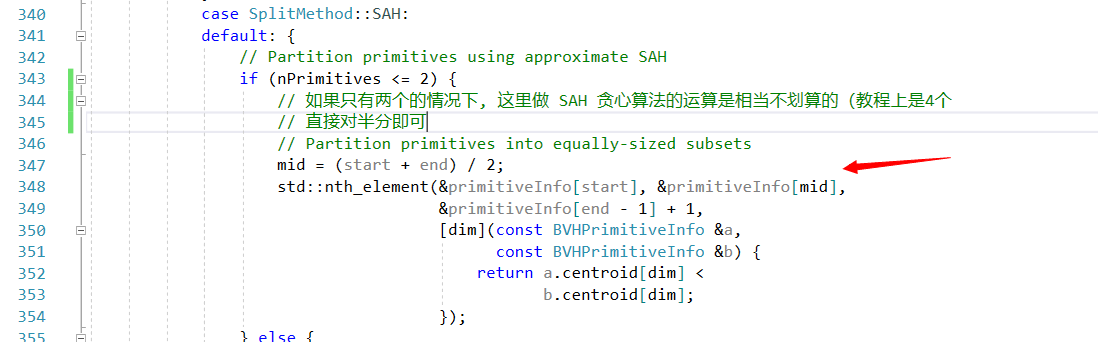 340 case SplitMethod::SAH:
341 default: {
342 // Partition primitives using approximate SAH
343 if (nPrimitives <= 2) {
344 // 如果只有两个的情况下, 这里做 SAH 贪心算法的运算是相当不划算的（教程上是4个
345 // 直接对半分即可
346 // Partition primitives into equally-sized subsets
347 mid = (start + end) / 2;
348 std::nth_element(&primitiveInfo[start], &primitiveInfo[mid],
349 &primitiveInfo[end - 1] + 1,
350 [dim](const BVHPrimitiveInfo &a,
351 const BVHPrimitiveInfo &b) {
352 return a.centroid[dim] <
353 b.centroid[dim];
354 });
355 } else {